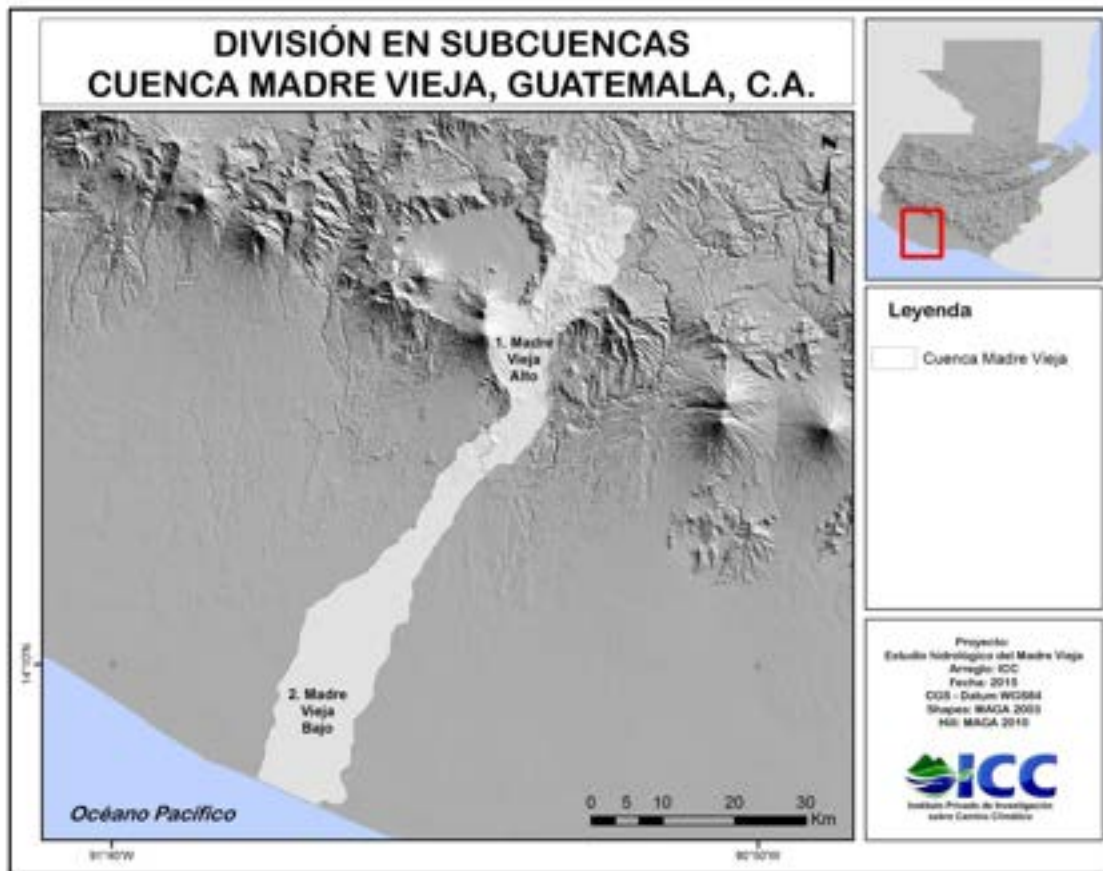 DIVISIÓN EN SUBCUENCAS
CUENCA MADRE VIEJA, GUATEMALA, C.A.
N
1. Madre
Vieja
Alto
2. Madre
Vieja
Bajo
Océano Pacífico
0 5 10 20 30
Km
14°10'N
Leyenda
Cuenca Madre Vieja
Proyecto:
Estudio hidrológico del Madre Vieja
Arreglo: ICC
Fecha: 2015
CGS - Datum WGS84
Shapes: MAGA 2003
Hill: MAGA 2010
ICC
Instituto Privado de Investigación
sobre Cambio Climático